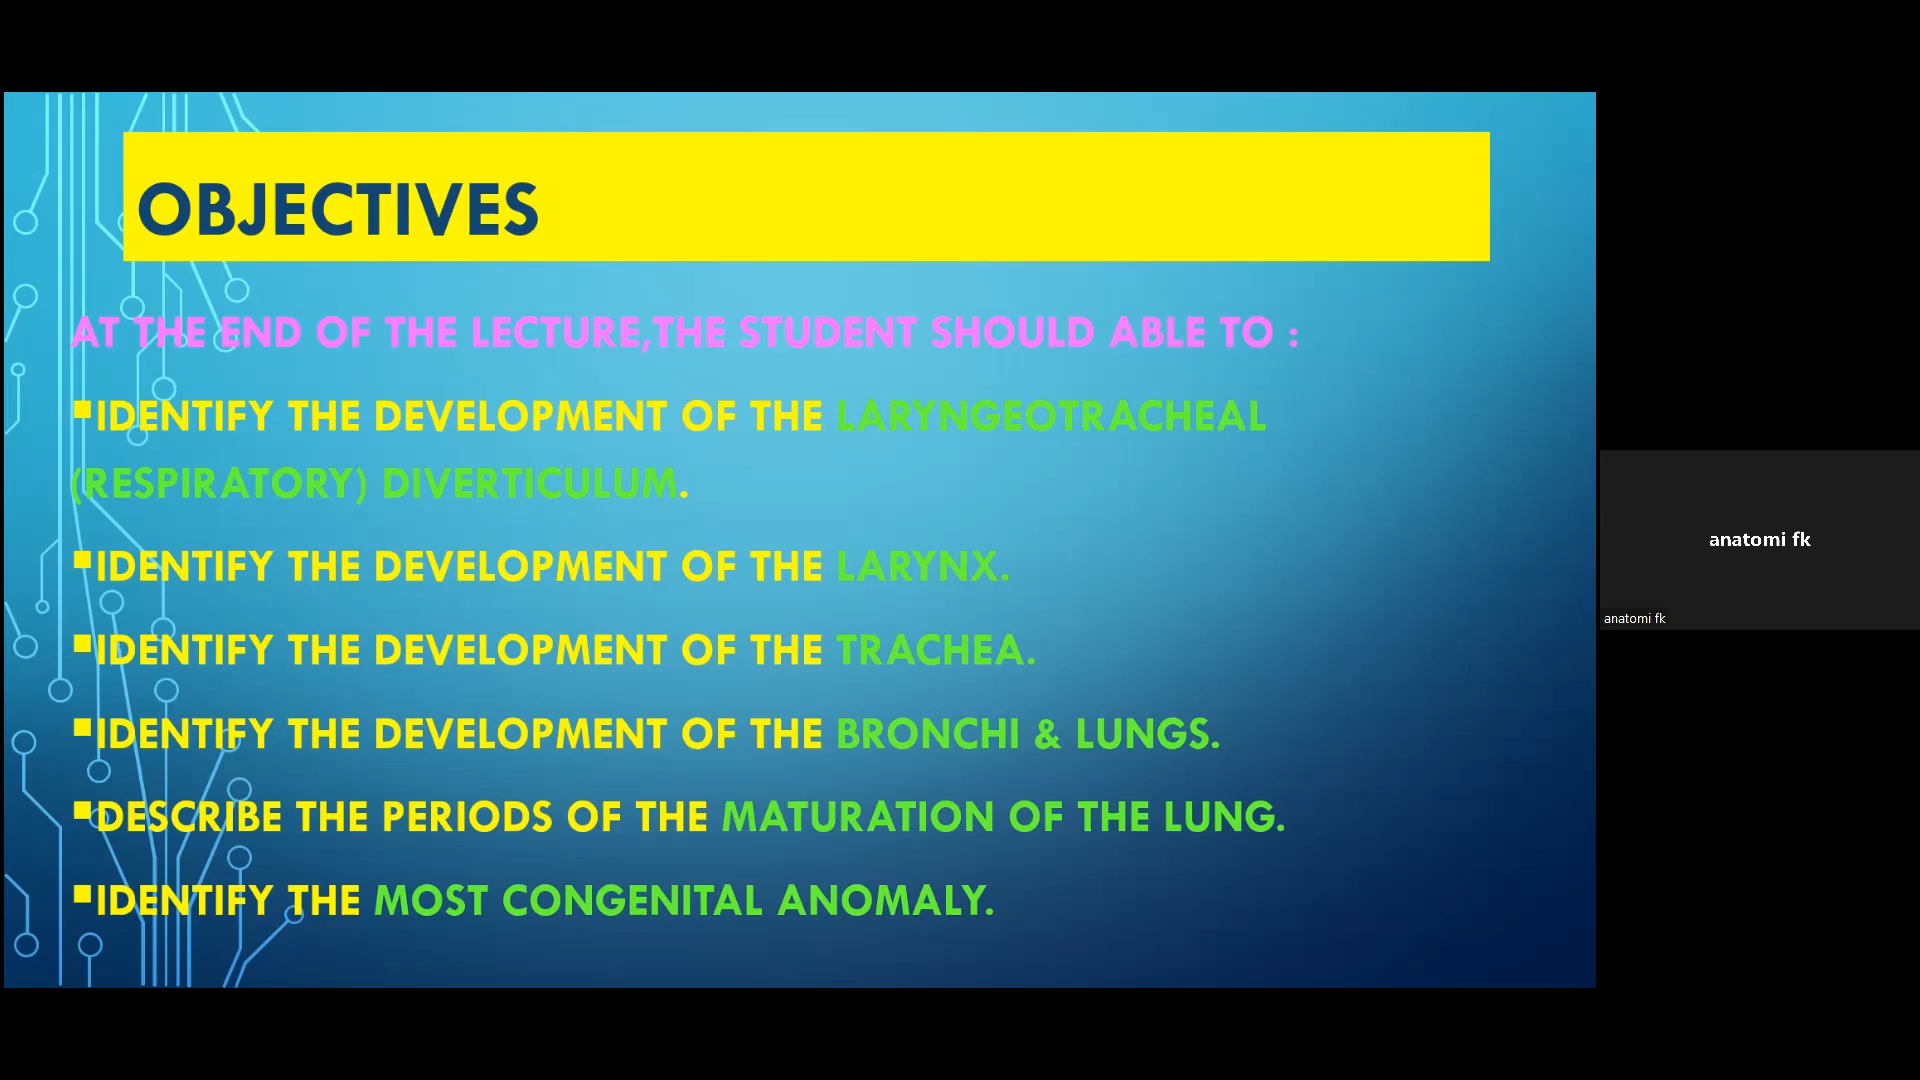 OBJECTIVES
AT THE END OF THE LECTURE,THE STUDENT SHOULD ABLE TO :
▪IDENTIFY THE DEVELOPMENT OF THE LARYNGEOTRACHEAL
(RESPIRATORY) DIVERTICULUM.
▪IDENTIFY THE DEVELOPMENT OF THE LARYNX.
▪IDENTIFY THE DEVELOPMENT OF THE TRACHEA.
▪IDENTIFY THE DEVELOPMENT OF THE BRONCHI & LUNGS.
▪DESCRIBE THE PERIODS OF THE MATURATION OF THE LUNG.
▪IDENTIFY THE MOST CONGENITAL ANOMALY.
anatomi fk
anatomi fk